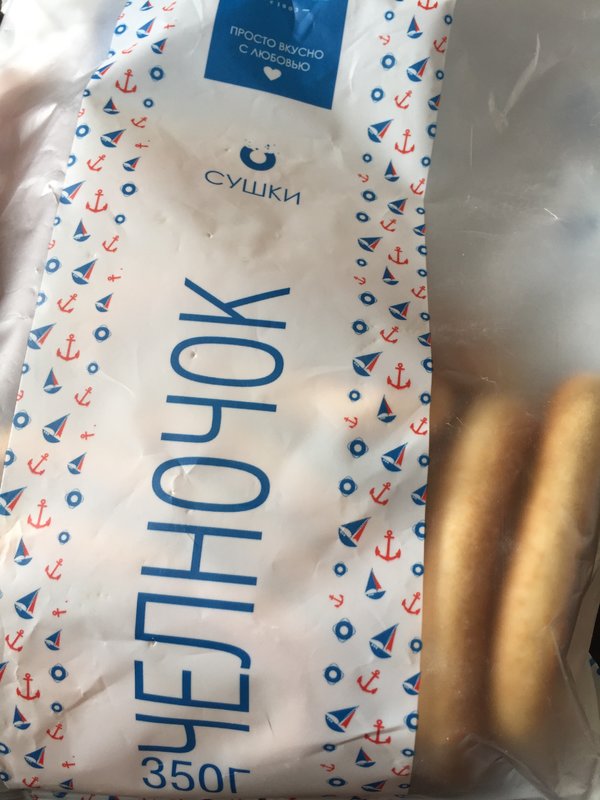 ПРОСТО ВКУСНО
С ЛЮБОВЬЮ
СУШКИ
ЧЕЛНОЧОК
350Г